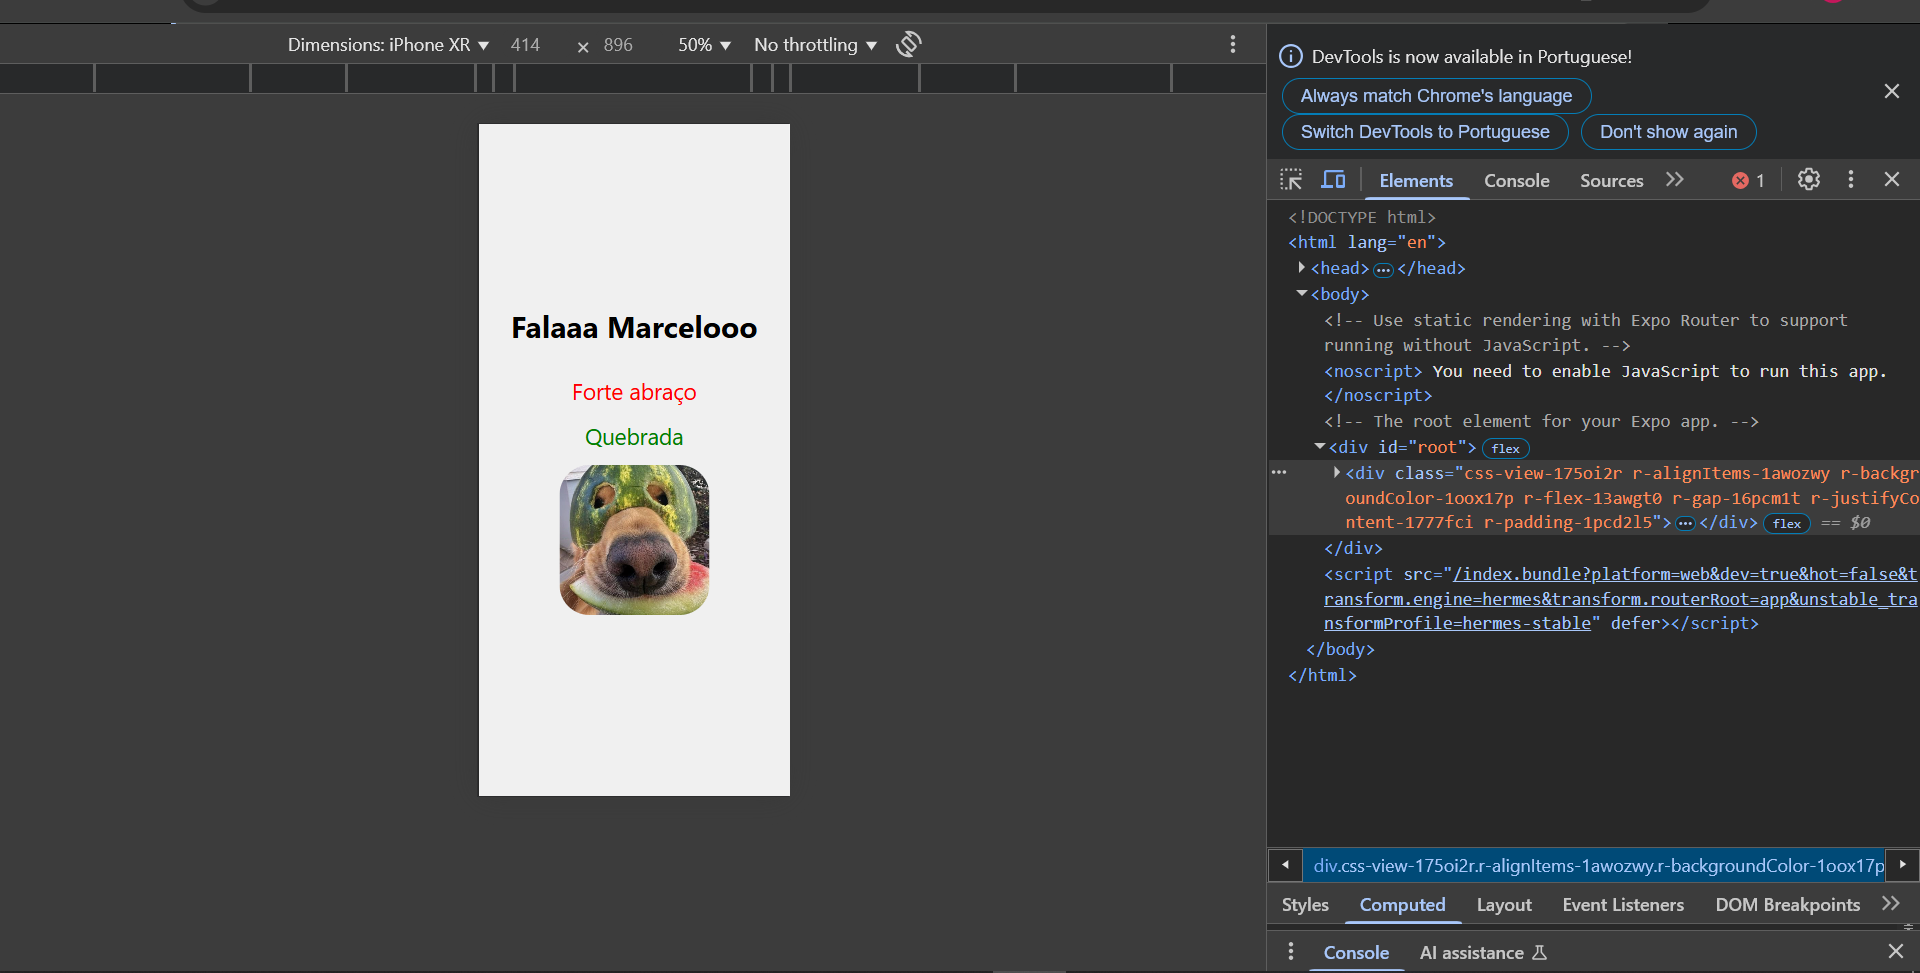 Dimensions: iPhone XR ▼ 414 × 896 50% ▼ No throttling ▼
Falaaa Marcelooo
Forte abraço
Quebrada
DevTools is now available in Portuguese!
Always match Chrome's language
Switch DevTools to Portuguese Don't show again
Elements Console Sources 1
<!DOCTYPE html>
<html lang="en">
<head>…</head>
<body>
<!-- Use static rendering with Expo Router to support
running without JavaScript. -->
<noscript> You need to enable JavaScript to run this app.
</noscript>
<!-- The root element for your Expo app. -->
<div id="root"> flex
<div class="css-view-175oi2r r-alignItems-1awozwy r-backgr
oundColor-1oox17p r-flex-13awgt0 r-gap-16pcm1t r-justifyCo
ntent-1777fci r-padding-1pcd2l5">…</div> flex == $0
</div>
<script src="/index.bundle?platform=web&dev=true&hot=false&t
ransform.engine=hermes&transform.routerRoot=app&unstable_tra
nsformProfile=hermes-stable" defer></script>
</body>
</html>
div.css-view-175oi2r.r-alignItems-1awozwy.r-backgroundColor-1oox17p
Styles Computed Layout Event Listeners DOM Breakpoints
Console AI assistance